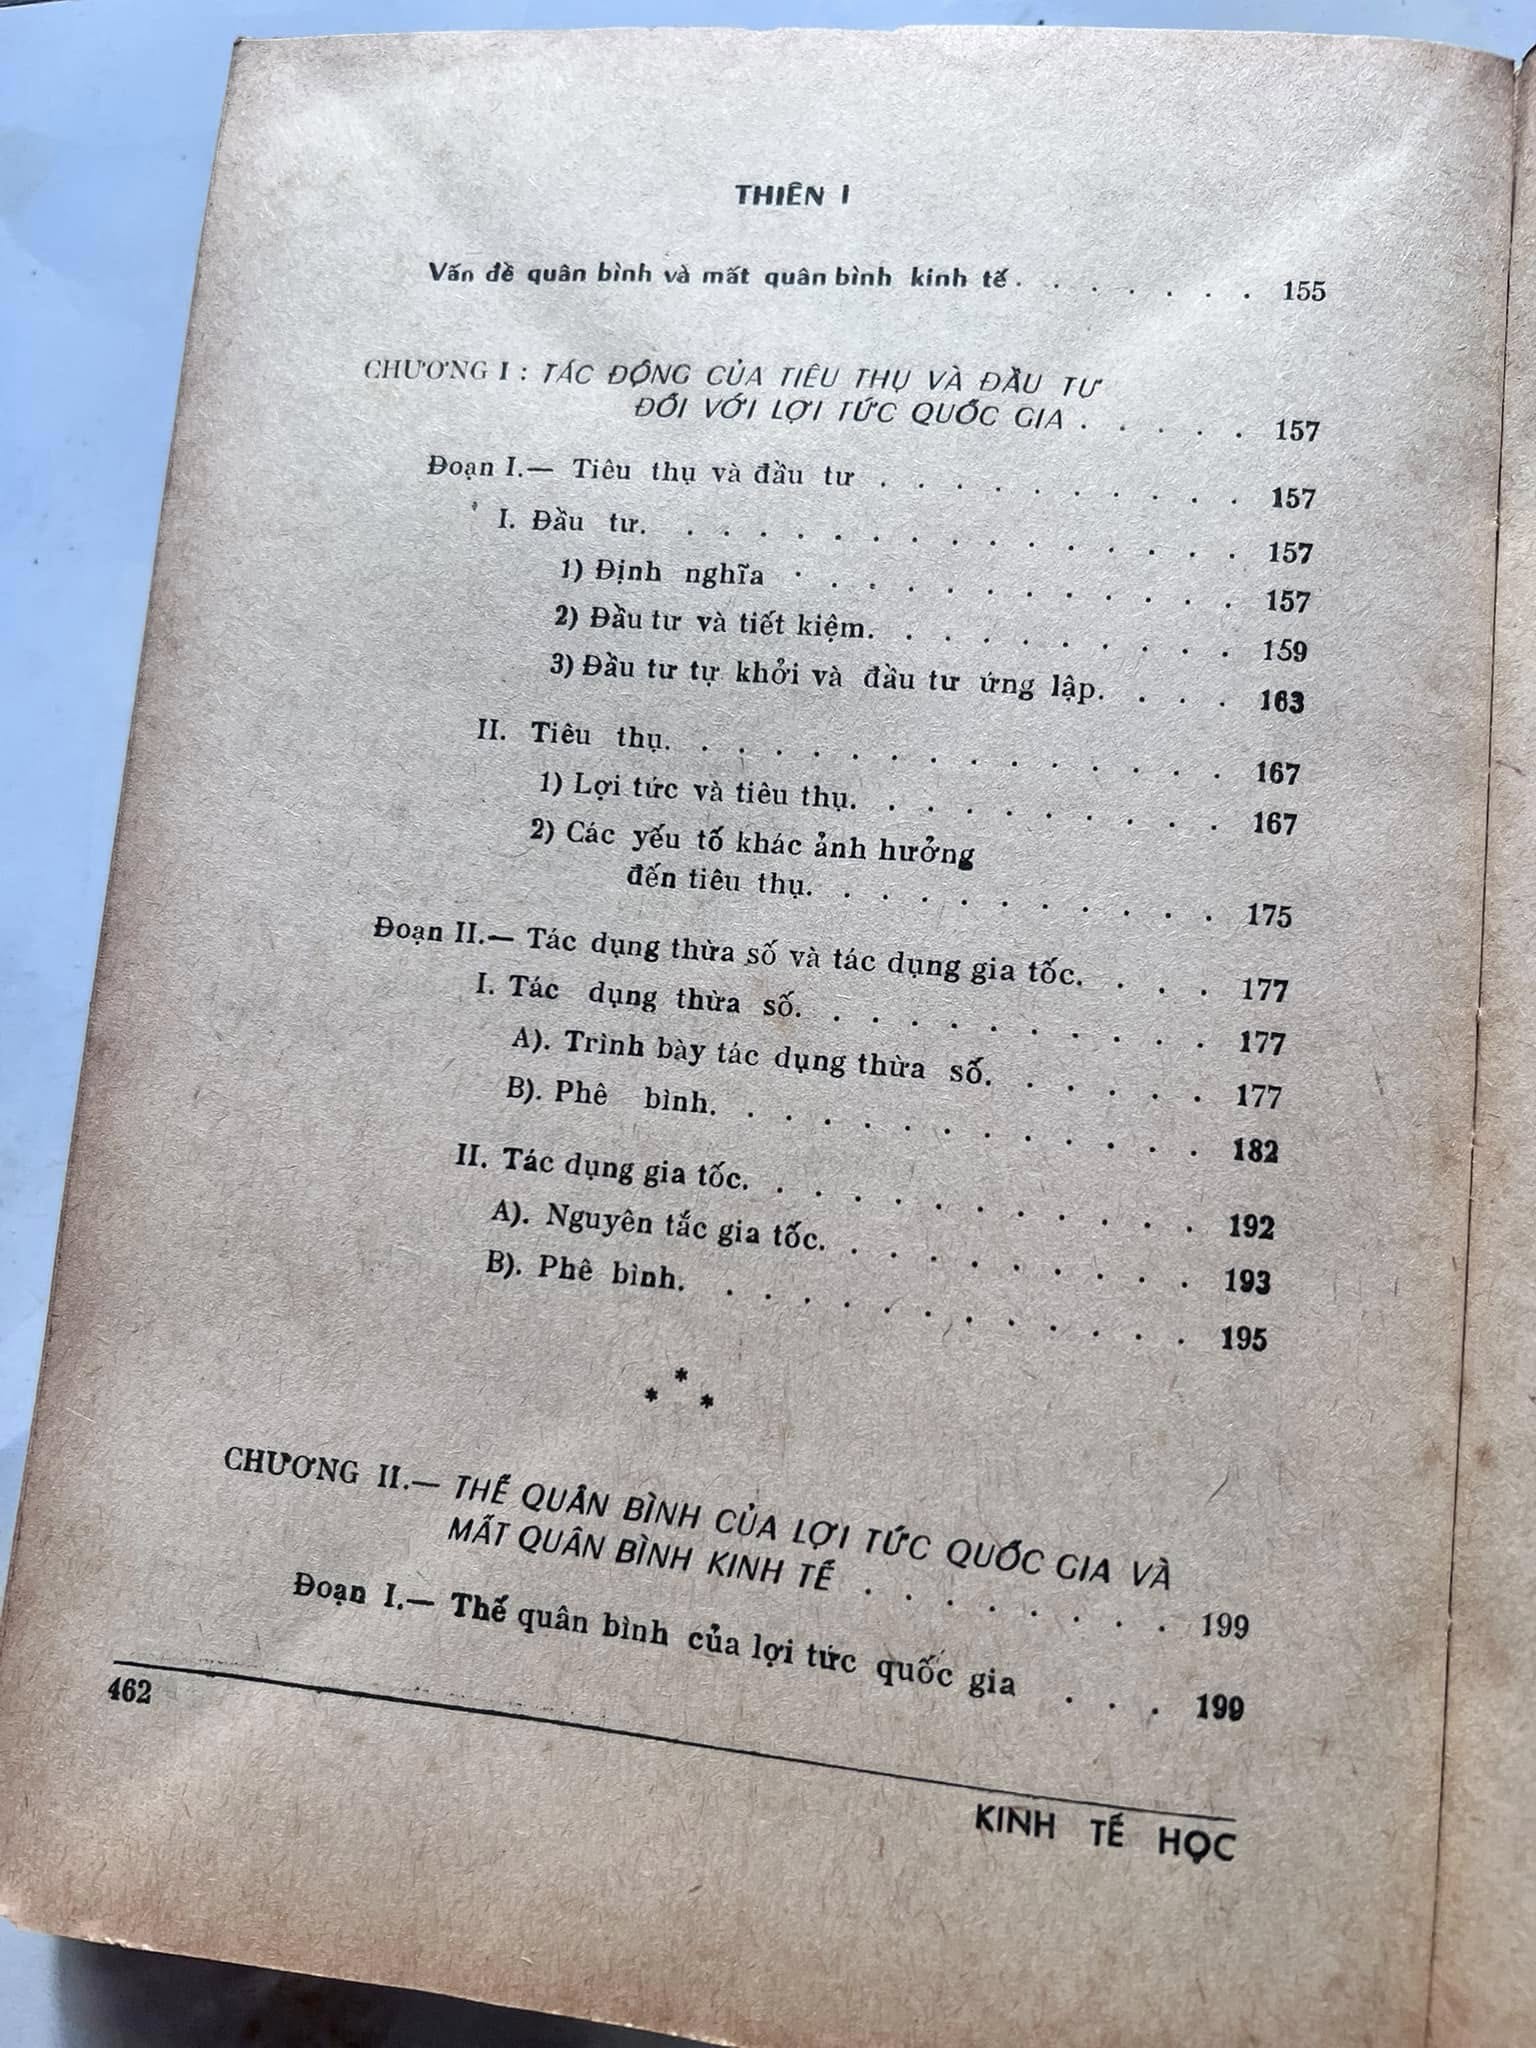 THIÊN I
Vấn đề quân bình và mất quân bình kinh tế . . . . . . . 155
CHƯƠNG I : TÁC ĐỘNG CỦA TIÊU THỤ VÀ ĐẦU TƯ
ĐỐI VỚI LỢI TỨC QUỐC GIA . . . . . 157
Đoạn I.— Tiêu thụ và đầu tư . . . . . . . . . . 157
I. Đầu tư. . . . . . . . . . . . . . . . 157
1) Định nghĩa . . . . . . . . . . . . 157
2) Đầu tư và tiết kiệm. . . . . . . . . . 159
3) Đầu tư tự khởi và đầu tư ứng lập. . . . . 163
II. Tiêu thụ. . . . . . . . . . . . . . . 167
1) Lợi tức và tiêu thụ. . . . . . . . . . 167
2) Các yếu tố khác ảnh hưởng
đến tiêu thụ. . . . . . . . . . . . 175
Đoạn II.— Tác dụng thừa số và tác dụng gia tốc. . . . 177
I. Tác dụng thừa số. . . . . . . . . . . 177
A). Trình bày tác dụng thừa số. . . . . . 177
B). Phê bình. . . . . . . . . . . . . 182
II. Tác dụng gia tốc. . . . . . . . . . . . 192
A). Nguyên tắc gia tốc. . . . . . . . . . 193
B). Phê bình. . . . . . . . . . . . . 195
* * *
CHƯƠNG II.— THẾ QUÂN BÌNH CỦA LỢI TỨC QUỐC GIA VÀ
MẤT QUÂN BÌNH KINH TẾ . . . . . . . . 199
Đoạn I.— Thế quân bình của lợi tức quốc gia . . . 199
462
KINH TẾ HỌC